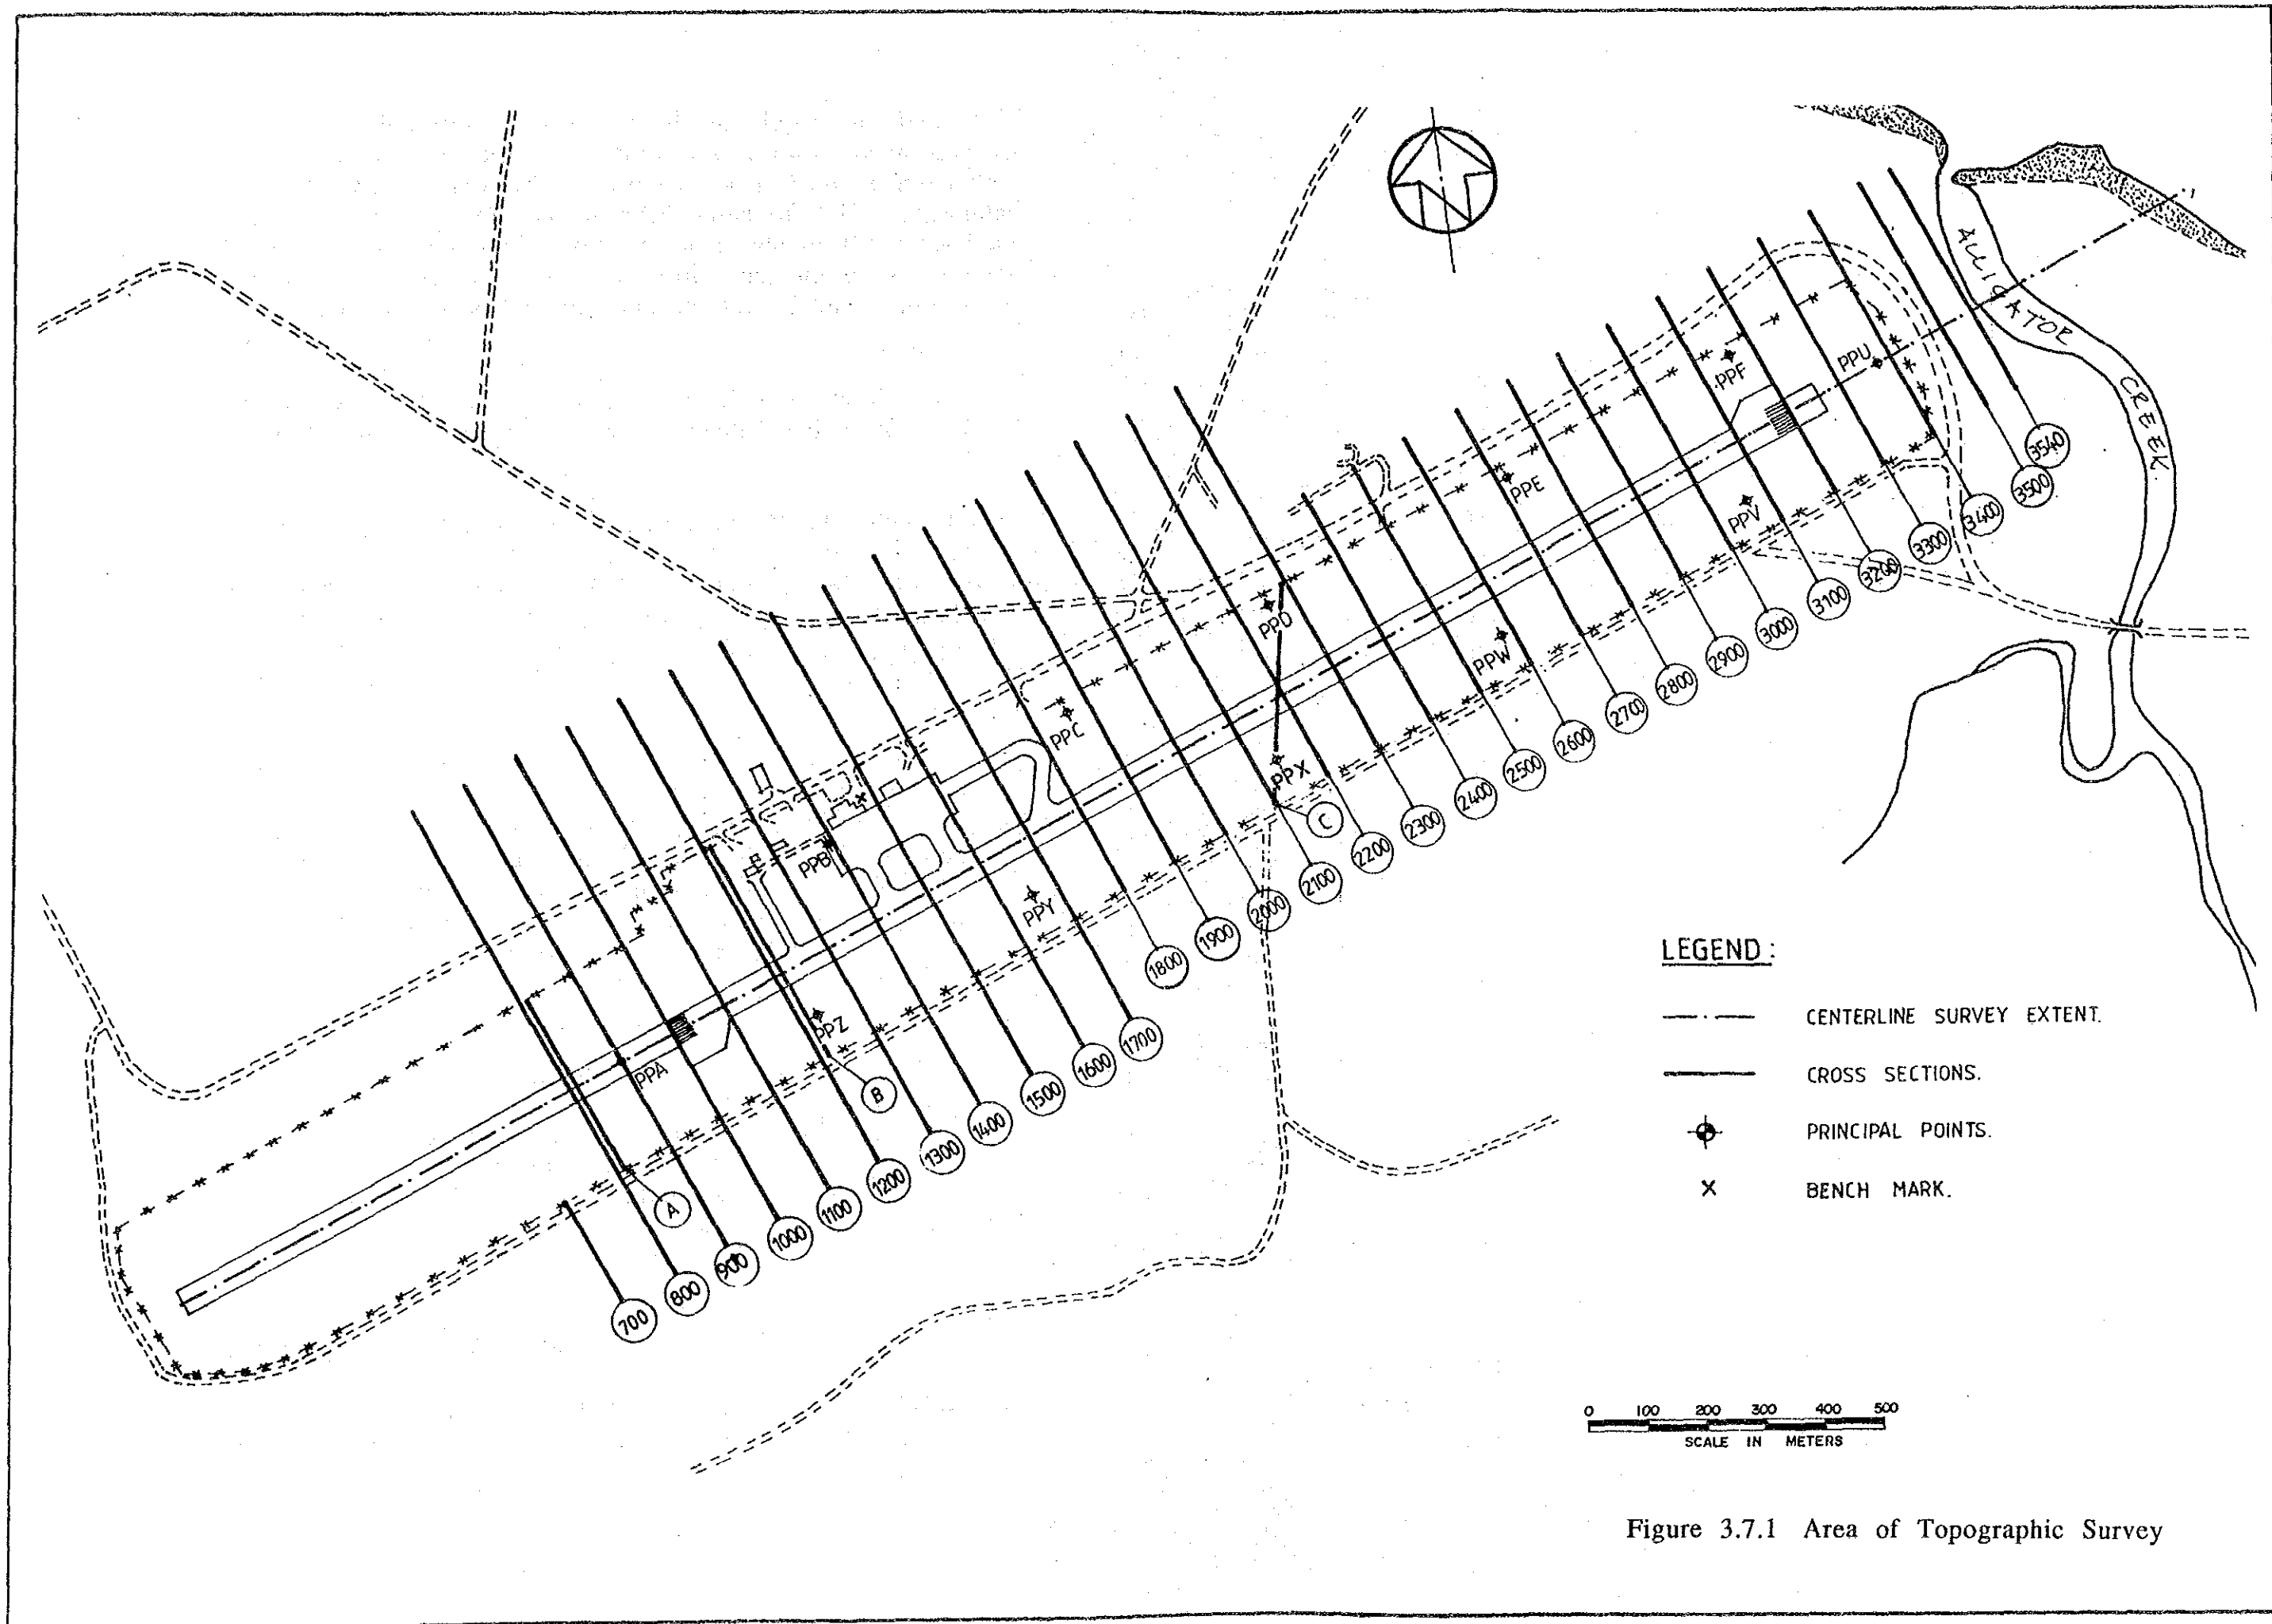 N
ALLIGATOR
CREEK
PPU
PPF
PPV
PPE
PPW
PPD
PPX
PPC
PPY
PPB
PPZ
PPA
3540
3500
3400
3300
3200
3100
3000
2900
2800
2700
2600
2500
2400
2300
2200
2100
2000
1900
1800
1700
1600
1500
1400
1300
1200
1100
1000
900
800
700
C
B
A
LEGEND :
CENTERLINE SURVEY EXTENT.
CROSS SECTIONS.
PRINCIPAL POINTS.
BENCH MARK.
0 100 200 300 400 500
SCALE IN METERS
Figure 3.7.1 Area of Topographic Survey